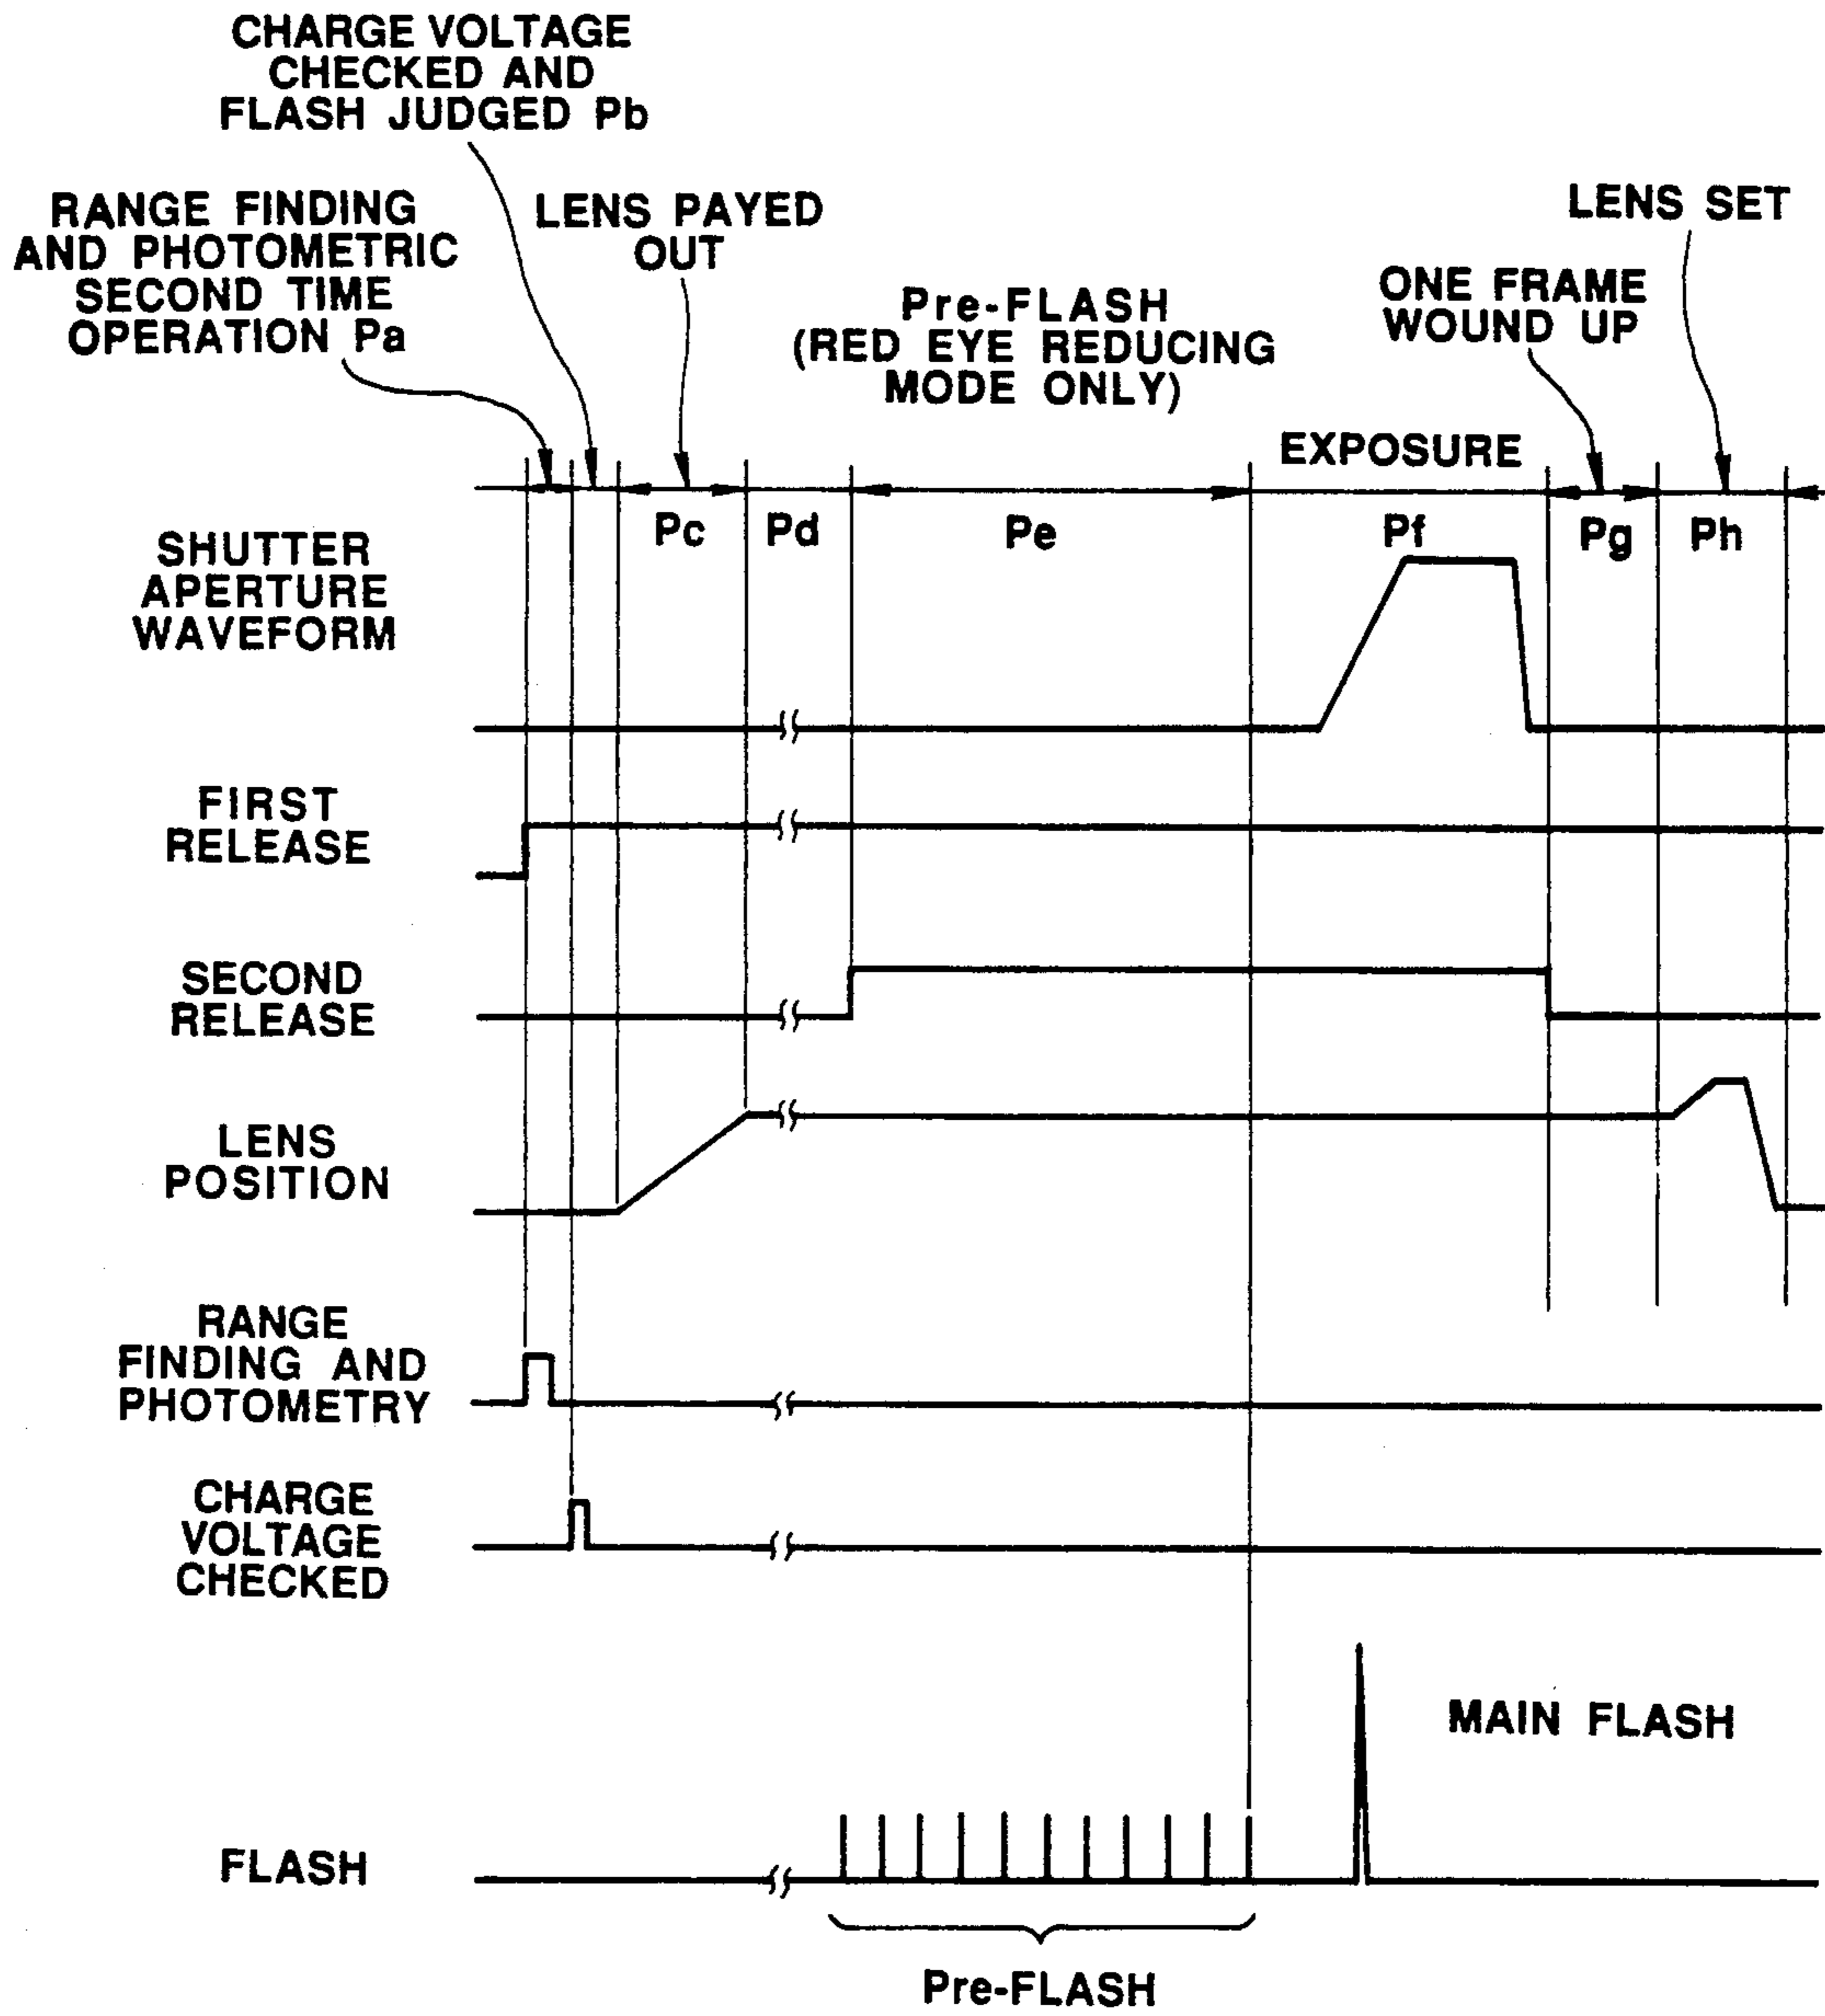 CHARGE VOLTAGE
CHECKED AND
FLASH JUDGED Pb
RANGE FINDING
AND PHOTOMETRIC
SECOND TIME
OPERATION Pa
LENS PAYED
OUT
Pre-FLASH
(RED EYE REDUCING
MODE ONLY)
EXPOSURE
ONE FRAME
WOUND UP
LENS SET
Pc
Pd
Pe
Pf
Pg
Ph
SHUTTER
APERTURE
WAVEFORM
FIRST
RELEASE
SECOND
RELEASE
LENS
POSITION
RANGE
FINDING AND
PHOTOMETRY
CHARGE
VOLTAGE
CHECKED
MAIN FLASH
FLASH
Pre-FLASH